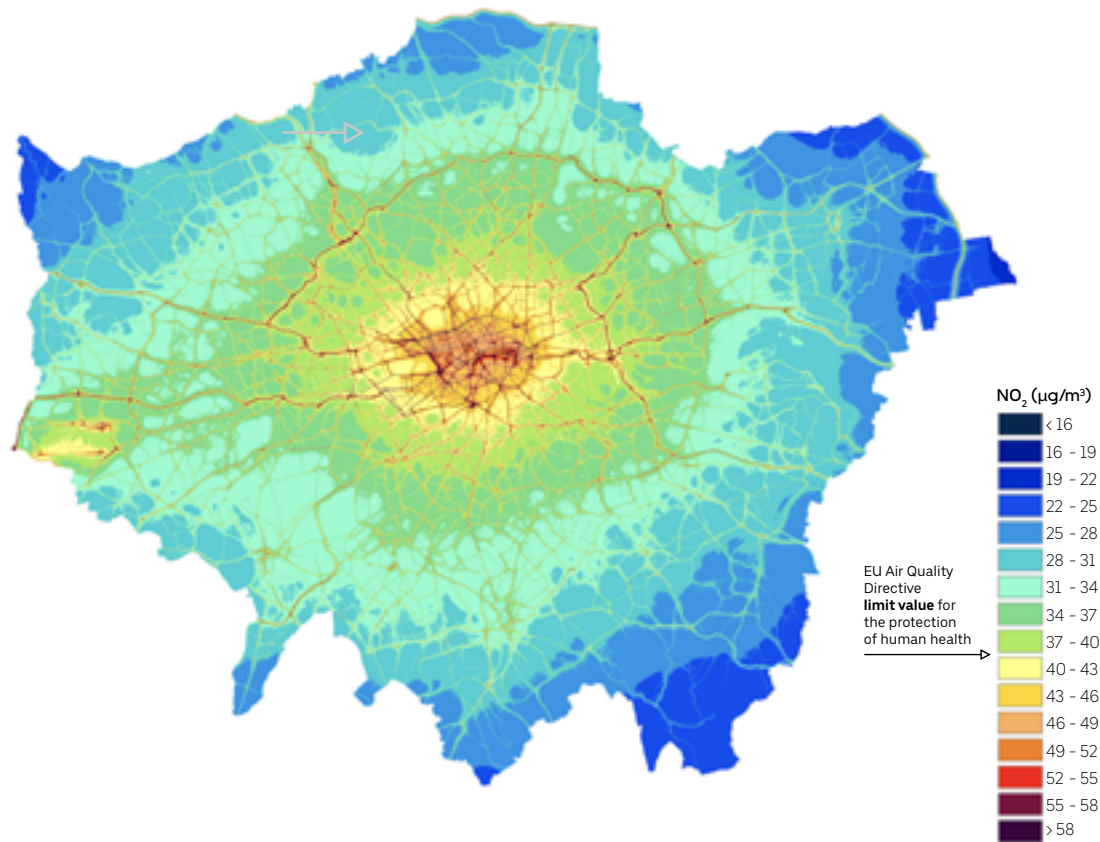 NO₂ (µg/m³)
< 16
16 - 19
19 - 22
22 - 25
25 - 28
28 - 31
31 - 34
34 - 37
37 - 40
40 - 43
43 - 46
46 - 49
49 - 52
52 - 55
55 - 58
> 58
EU Air Quality
Directive
limit value for
the protection
of human health